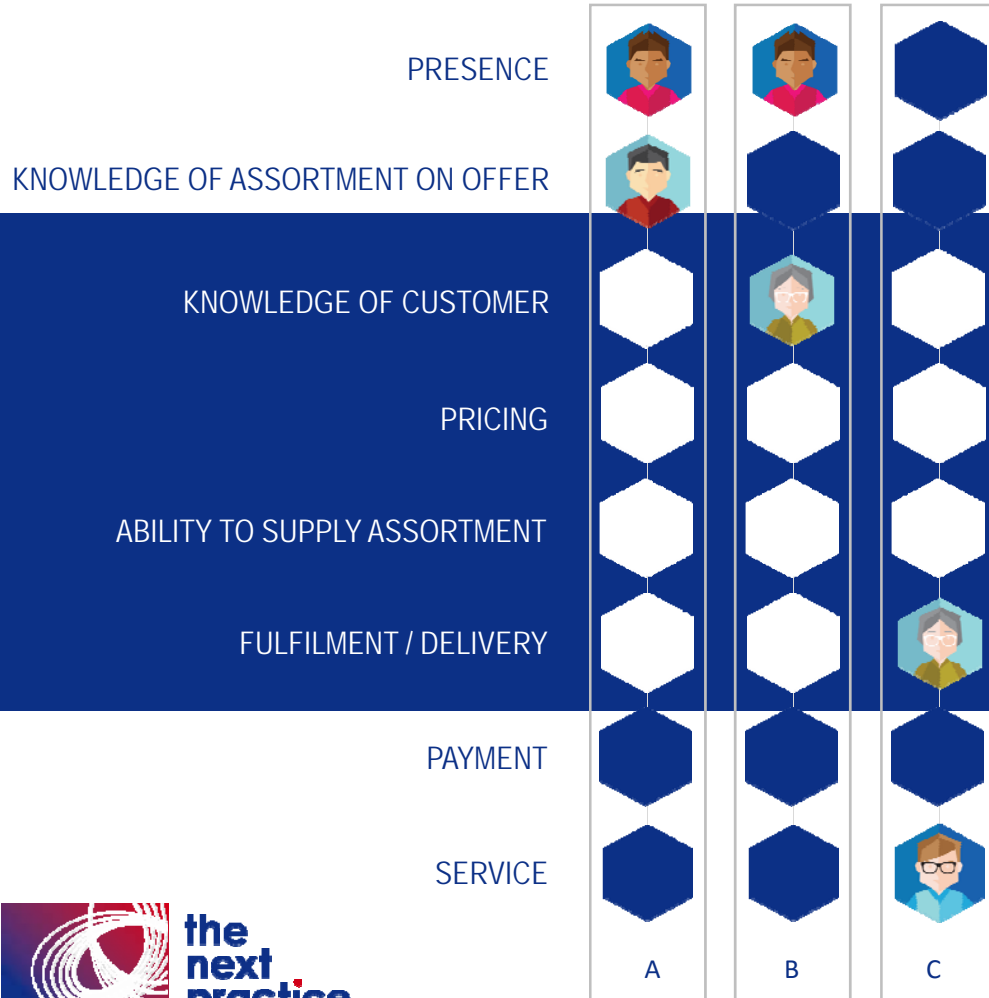 PRESENCE
KNOWLEDGE OF ASSORTMENT ON OFFER
KNOWLEDGE OF CUSTOMER
PRICING
ABILITY TO SUPPLY ASSORTMENT
FULFILMENT / DELIVERY
PAYMENT
SERVICE
the
next
practice
A B C